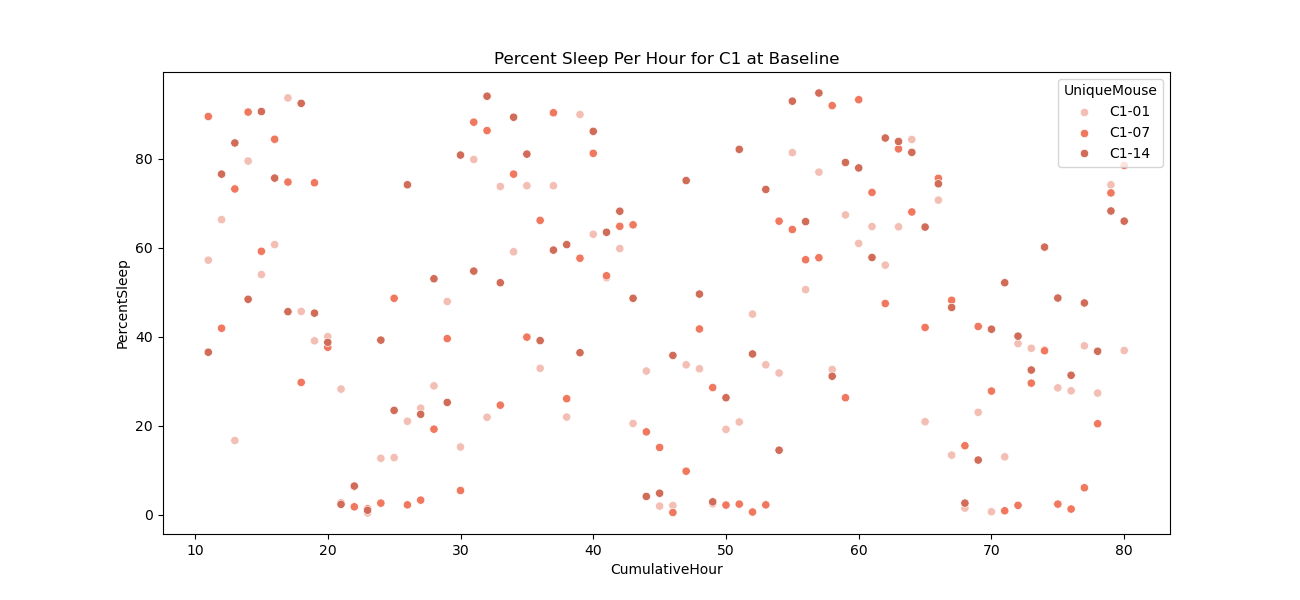 Percent Sleep Per Hour for C1 at Baseline
UniqueMouse
C1-01
C1-07
C1-14
PercentSleep
80
60
40
20
0
10 20 30 40 50 60 70 80
CumulativeHour